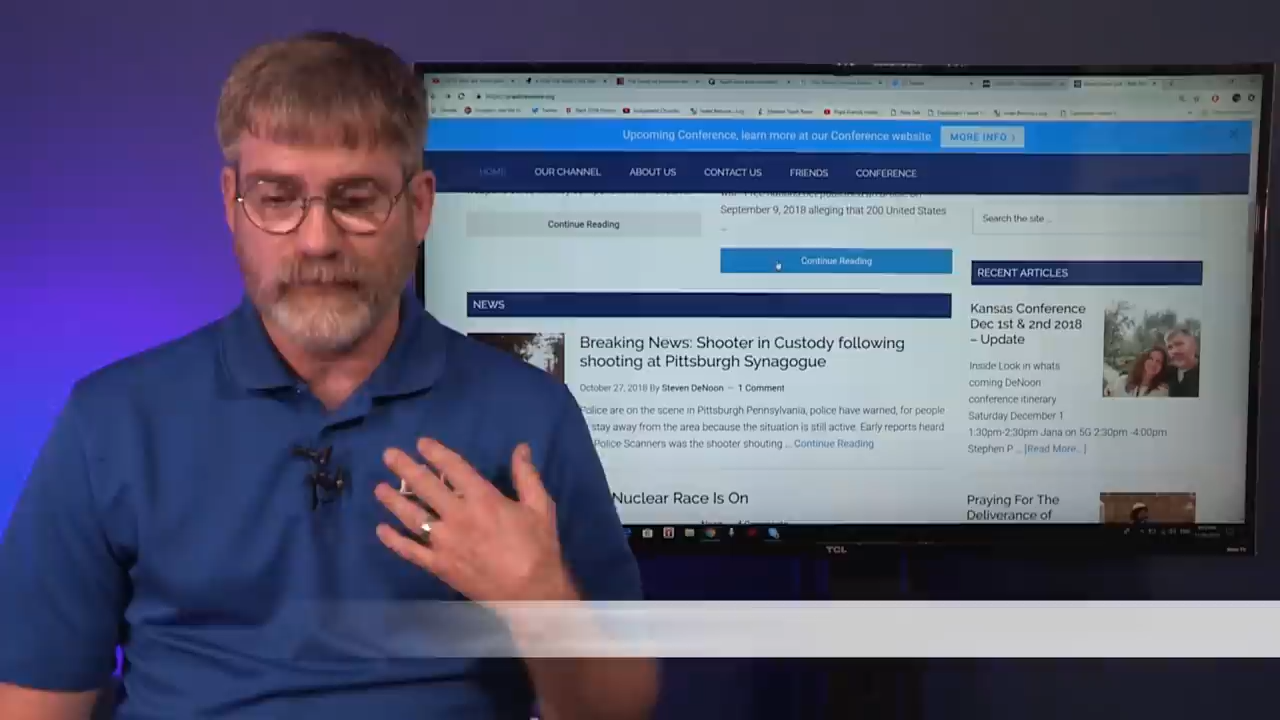 Upcoming Conference, learn more at our Conference website MORE INFO
HOME OUR CHANNEL ABOUT US CONTACT US FRIENDS CONFERENCE
September 9, 2018 alleging that 200 United States
...
Search the site ...
Continue Reading
Continue Reading
NEWS
Breaking News: Shooter in Custody following
shooting at Pittsburgh Synagogue
October 27, 2018 By Steven DeNoon — 1 Comment
Police are on the scene in Pittsburgh Pennsylvania, police have warned, for people
stay away from the area because the situation is still active. Early reports heard
Police Scanners was the shooter shouting ... Continue Reading
Nuclear Race Is On
RECENT ARTICLES
Kansas Conference
Dec 1st & 2nd 2018
– Update
Inside Look in whats
coming DeNoon
conference itinerary
Saturday December 1
1:30pm-2:30pm Jana on 5G 2:30pm -4:00pm
Stephen P ... [Read More...]
Praying For The
Deliverance of
TCL